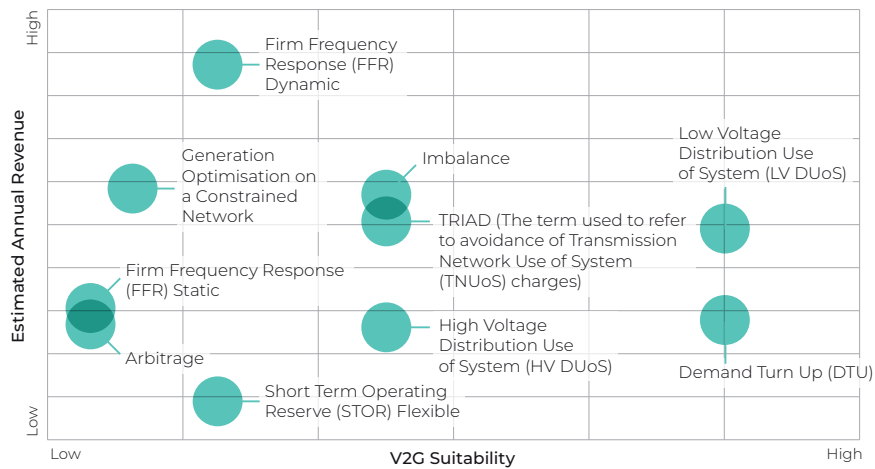 High
Estimated Annual Revenue
Low
Firm Frequency
Response (FFR)
Dynamic
Generation
Optimisation on
a Constrained
Network
Imbalance
Low Voltage
Distribution Use
of System (LV DUoS)
TRIAD (The term used to refer
to avoidance of Transmission
Network Use of System
(TNUoS) charges)
Firm Frequency Response
(FFR) Static
Arbitrage
High Voltage
Distribution Use
of System (HV DUoS)
Demand Turn Up (DTU)
Short Term Operating
Reserve (STOR) Flexible
Low
V2G Suitability
High